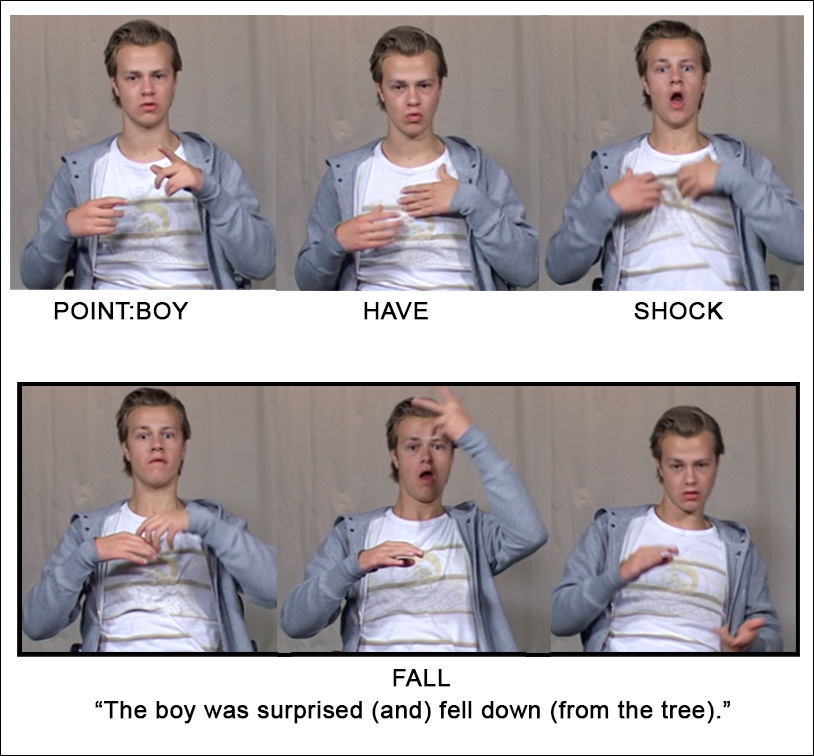 POINT:BOY HAVE SHOCK
FALL
“The boy was surprised (and) fell down (from the tree).”